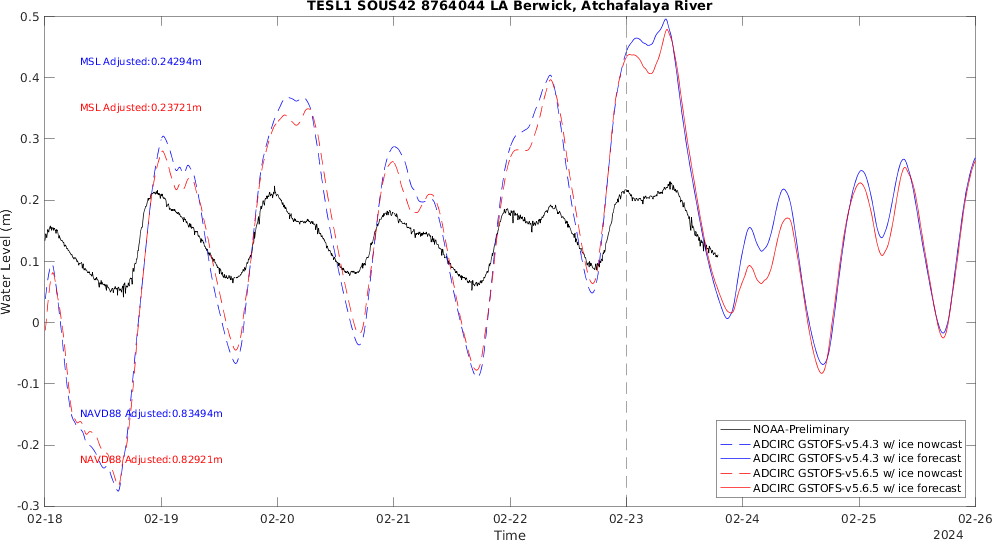 TESL1 SOUS42 8764044 LA Berwick, Atchafalaya River
0.5
0.4
0.3
0.2
0.1
0
-0.1
-0.2
-0.3
Water Level (m)
MSL Adjusted:0.24294m
MSL Adjusted:0.23721m
NAVD88 Adjusted:0.83494m
NAVD88 Adjusted:0.82921m
NOAA-Preliminary
ADCIRC GSTOFS-v5.4.3 w/ ice nowcast
ADCIRC GSTOFS-v5.4.3 w/ ice forecast
ADCIRC GSTOFS-v5.6.5 w/ ice nowcast
ADCIRC GSTOFS-v5.6.5 w/ ice forecast
02-18 02-19 02-20 02-21 02-22 02-23 02-24 02-25 02-26
Time
2024